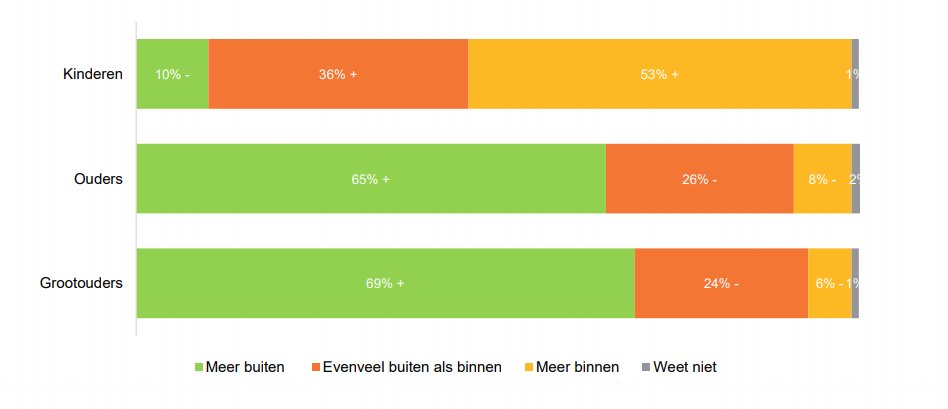 Kinderen 10% - 36% + 53% + 1%
Ouders 65% + 26% - 8% - 2%
Grootouders 69% + 24% - 6% - 1%
Meer buiten Evenveel buiten als binnen Meer binnen Weet niet